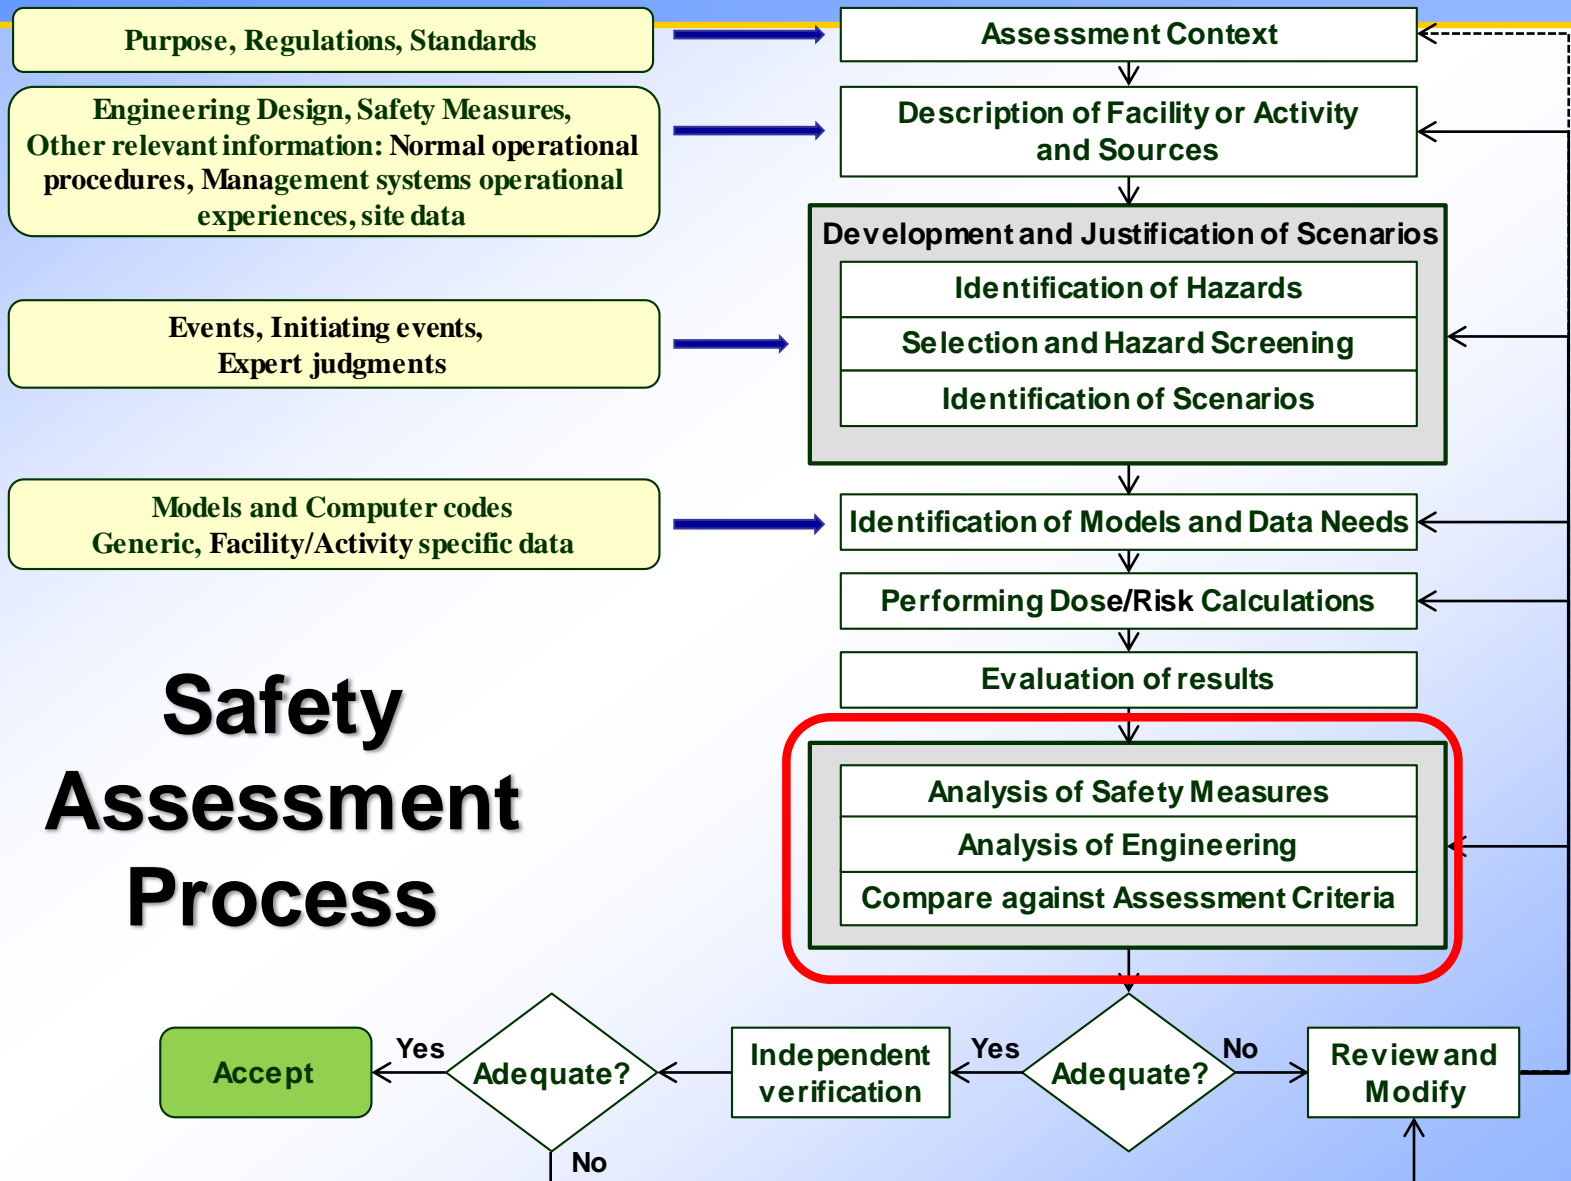 Purpose, Regulations, Standards
Assessment Context
Engineering Design, Safety Measures,
Other relevant information: Normal operational
procedures, Management systems operational
experiences, site data
Description of Facility or Activity
and Sources
Development and Justification of Scenarios
Identification of Hazards
Selection and Hazard Screening
Identification of Scenarios
Events, Initiating events,
Expert judgments
Models and Computer codes
Generic, Facility/Activity specific data
Identification of Models and Data Needs
Performing Dose/Risk Calculations
Evaluation of results
Safety
Assessment
Process
Analysis of Safety Measures
Analysis of Engineering
Compare against Assessment Criteria
Accept
Yes
Adequate?
Independent
verification
Yes
Adequate?
No
Review and
Modify
No